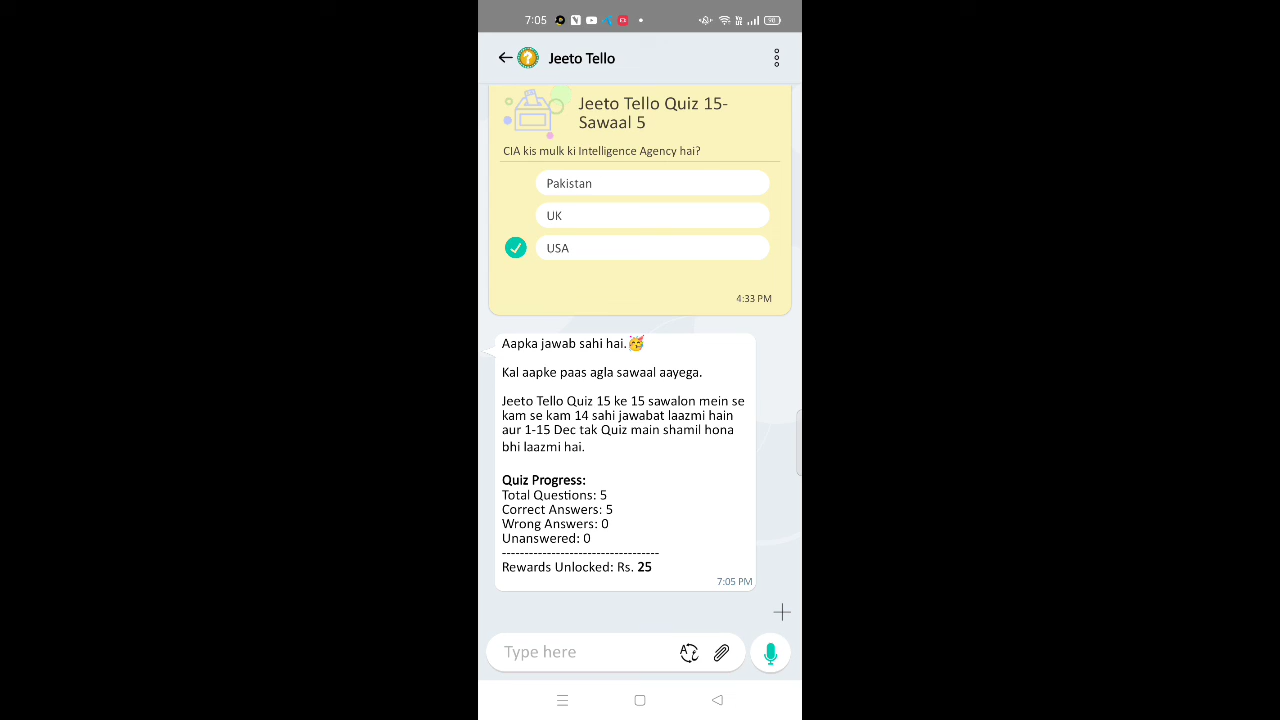 7:05
Jeeto Tello
Jeeto Tello Quiz 15-
Sawaal 5
CIA kis mulk ki Intelligence Agency hai?
Pakistan
UK
USA
4:33 PM
Aapka jawab sahi hai.🥳
Kal aapke paas agla sawaal aayega.
Jeeto Tello Quiz 15 ke 15 sawalon mein se
kam se kam 14 sahi jawabat laazmi hain
aur 1-15 Dec tak Quiz main shamil hona
bhi laazmi hai.
Quiz Progress:
Total Questions: 5
Correct Answers: 5
Wrong Answers: 0
Unanswered: 0
-----------------------------------
Rewards Unlocked: Rs. 25
7:05 PM
Type here